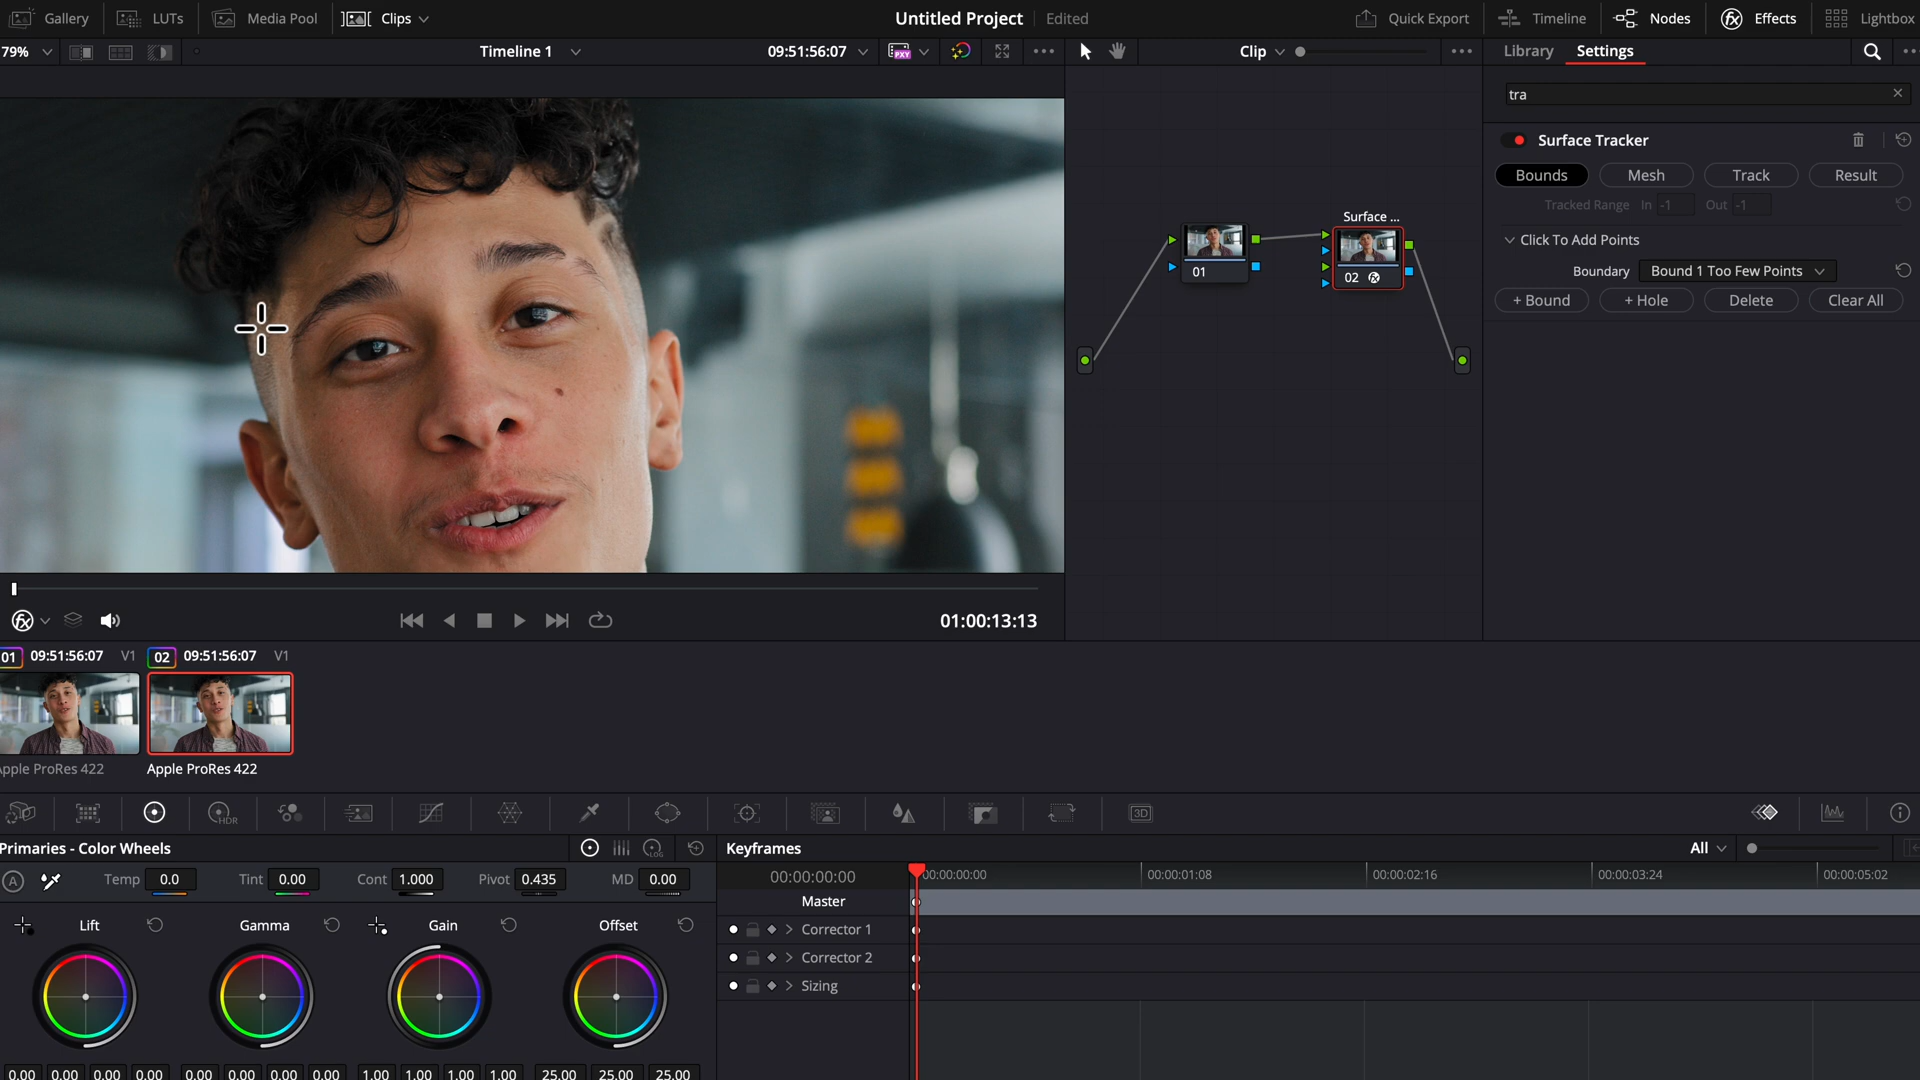 Gallery LUTs Media Pool Clips Untitled Project Edited Quick Export Timeline Nodes Effects Lightbox
79% Timeline 1 09:51:56:07 PXY Clip Library Settings
tra
Surface Tracker
Bounds Mesh Track Result
Tracked Range In -1 Out -1
Click To Add Points
Boundary Bound 1 Too Few Points
+ Bound + Hole Delete Clear All
Surface ...
01
02
01:00:13:13
01 09:51:56:07 V1 02 09:51:56:07 V1
Apple ProRes 422 Apple ProRes 422
HDR 3D
Primaries - Color Wheels LOG
A Temp 0.0 Tint 0.00 Cont 1.000 Pivot 0.435 MD 0.00
Lift Gamma Gain Offset
0.00 0.00 0.00 0.00 0.00 0.00 0.00 0.00 1.00 1.00 1.00 1.00 25.00 25.00 25.00
Keyframes All
00:00:00:00 00:00:00:00 00:00:01:08 00:00:02:16 00:00:03:24 00:00:05:02
Master
Corrector 1
Corrector 2
Sizing